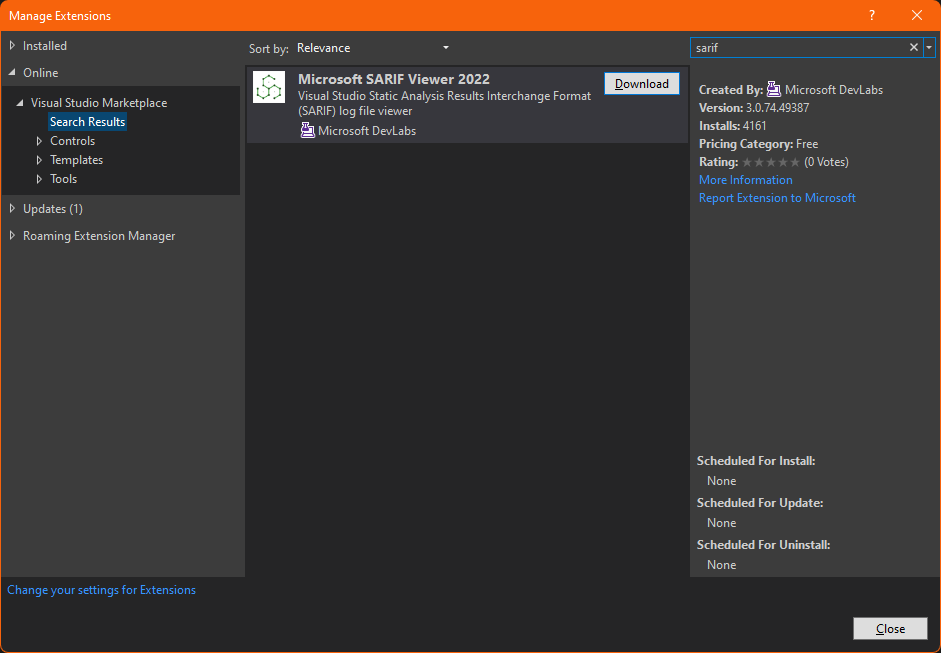 Manage Extensions
?
Installed
Online
Visual Studio Marketplace
Search Results
Controls
Templates
Tools
Updates (1)
Roaming Extension Manager
Sort by: Relevance
Microsoft SARIF Viewer 2022
Download
Visual Studio Static Analysis Results Interchange Format
(SARIF) log file viewer
Microsoft DevLabs
sarif
Created By: Microsoft DevLabs
Version: 3.0.74.49387
Installs: 4161
Pricing Category: Free
Rating: (0 Votes)
More Information
Report Extension to Microsoft
Scheduled For Install:
None
Scheduled For Update:
None
Scheduled For Uninstall:
None
Change your settings for Extensions
Close